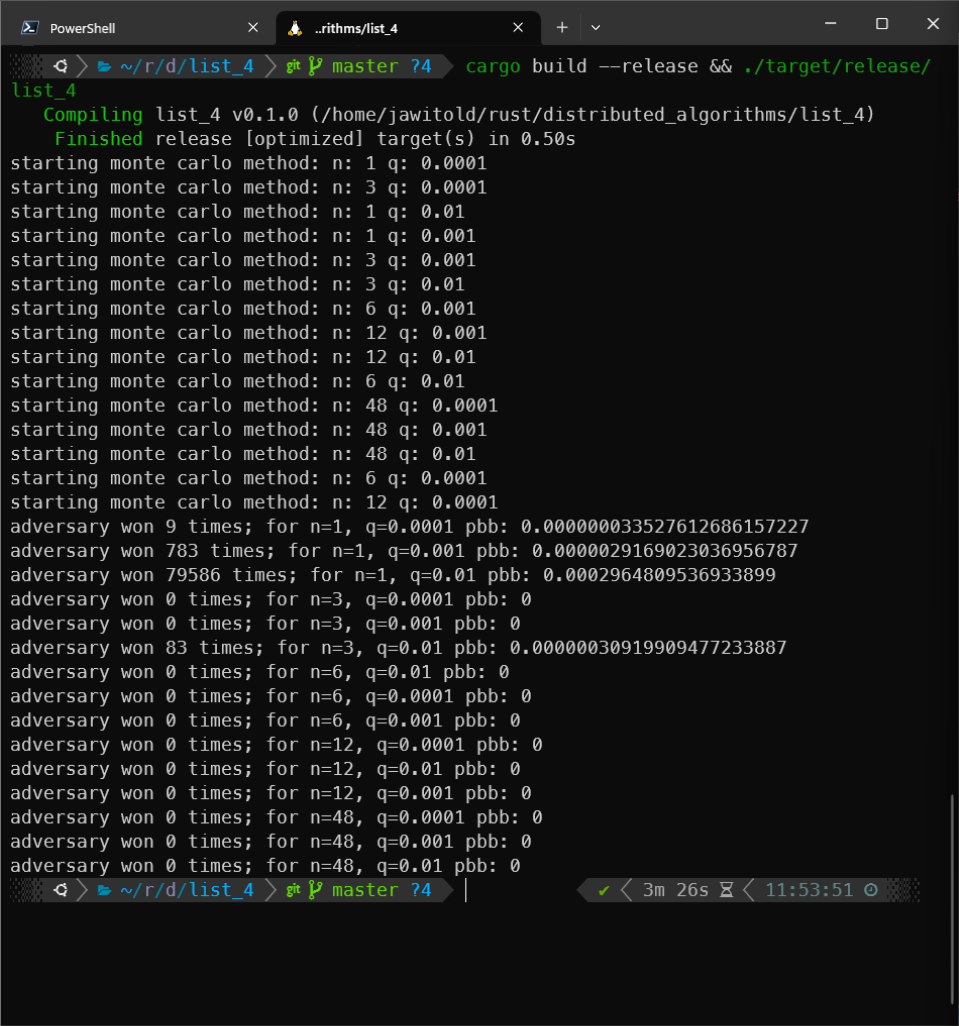 PowerShell
..rithms/list_4
~/r/d/list_4 git master ?4 cargo build --release && ./target/release/
list_4
Compiling list_4 v0.1.0 (/home/jawitold/rust/distributed_algorithms/list_4)
Finished release [optimized] target(s) in 0.50s
starting monte carlo method: n: 1 q: 0.0001
starting monte carlo method: n: 3 q: 0.0001
starting monte carlo method: n: 1 q: 0.01
starting monte carlo method: n: 1 q: 0.001
starting monte carlo method: n: 3 q: 0.001
starting monte carlo method: n: 3 q: 0.01
starting monte carlo method: n: 6 q: 0.001
starting monte carlo method: n: 12 q: 0.001
starting monte carlo method: n: 12 q: 0.01
starting monte carlo method: n: 6 q: 0.01
starting monte carlo method: n: 48 q: 0.0001
starting monte carlo method: n: 48 q: 0.001
starting monte carlo method: n: 48 q: 0.01
starting monte carlo method: n: 6 q: 0.0001
starting monte carlo method: n: 12 q: 0.0001
adversary won 9 times; for n=1, q=0.0001 pbb: 0.000000033527612686157227
adversary won 783 times; for n=1, q=0.001 pbb: 0.0000029169023036956787
adversary won 79586 times; for n=1, q=0.01 pbb: 0.0002964809536933899
adversary won 0 times; for n=3, q=0.0001 pbb: 0
adversary won 0 times; for n=3, q=0.001 pbb: 0
adversary won 83 times; for n=3, q=0.01 pbb: 0.00000030919909477233887
adversary won 0 times; for n=6, q=0.01 pbb: 0
adversary won 0 times; for n=6, q=0.0001 pbb: 0
adversary won 0 times; for n=6, q=0.001 pbb: 0
adversary won 0 times; for n=12, q=0.0001 pbb: 0
adversary won 0 times; for n=12, q=0.01 pbb: 0
adversary won 0 times; for n=12, q=0.001 pbb: 0
adversary won 0 times; for n=48, q=0.0001 pbb: 0
adversary won 0 times; for n=48, q=0.001 pbb: 0
adversary won 0 times; for n=48, q=0.01 pbb: 0
~/r/d/list_4 git master ?4 ✔ 3m 26s 11:53:51